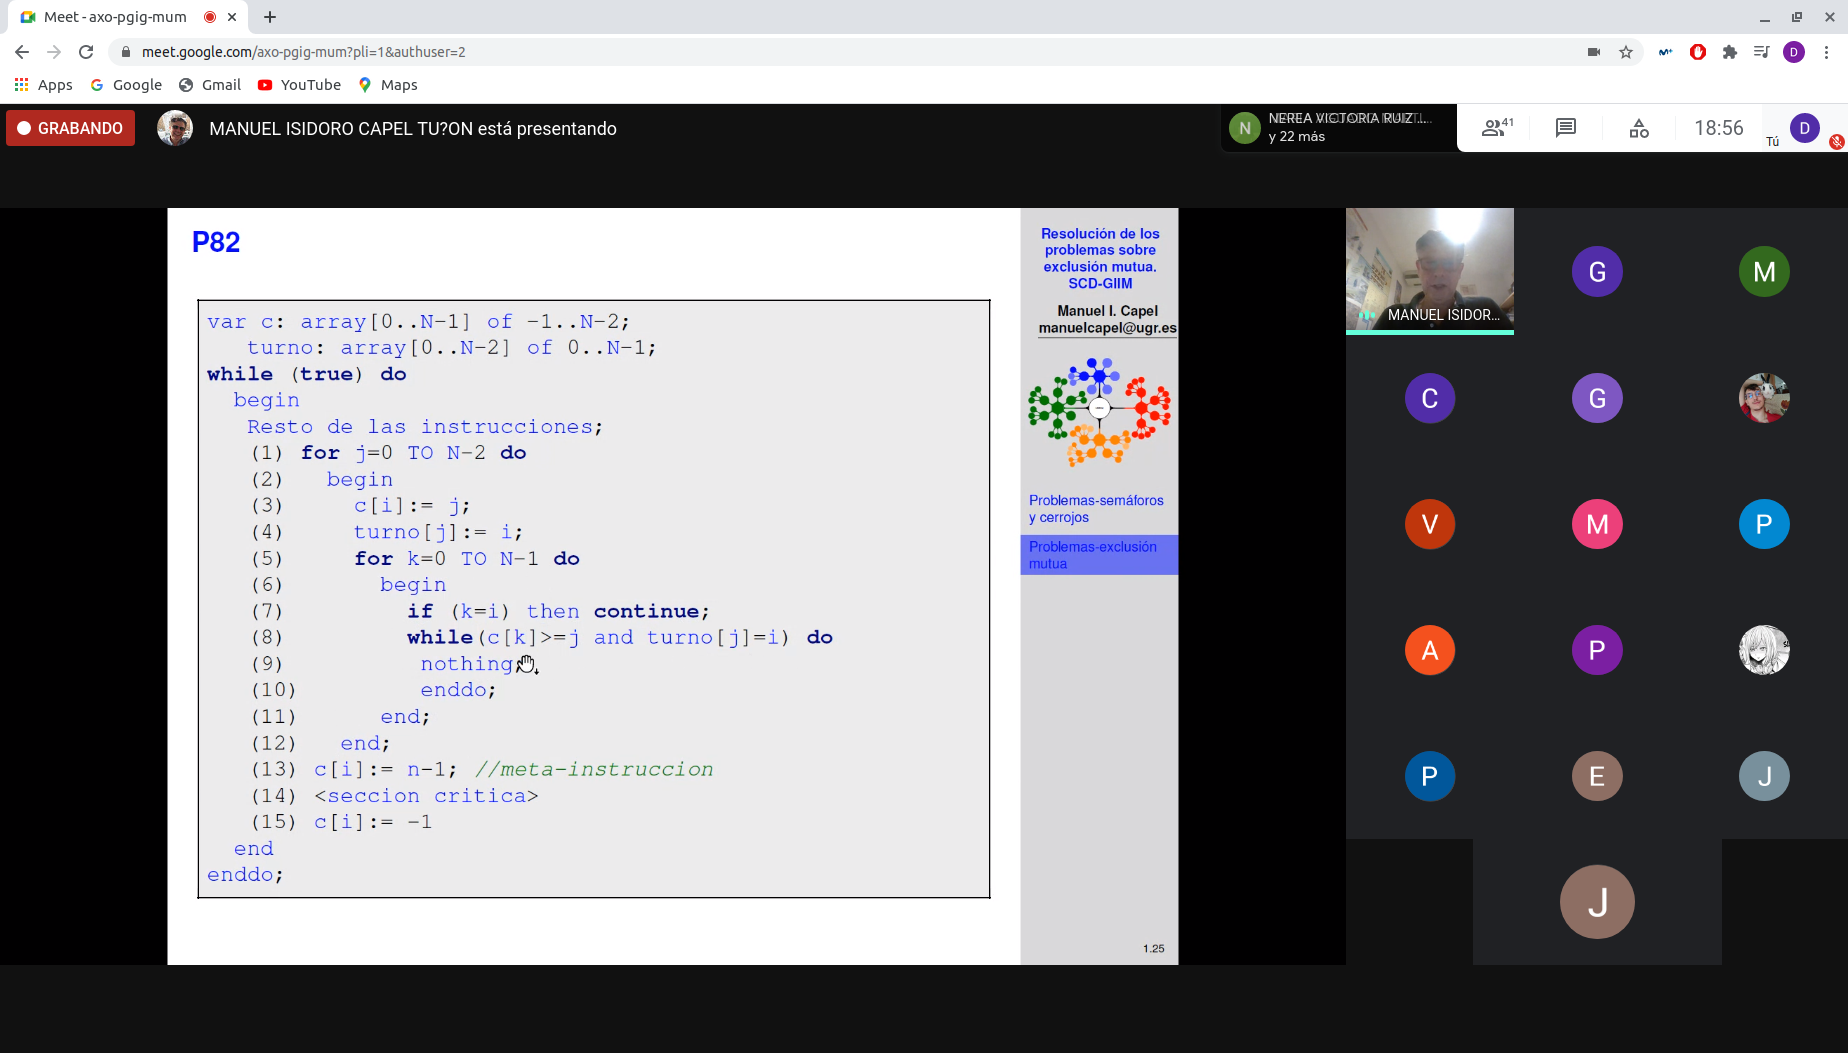 Meet - axo-pgig-mum
meet.google.com/axo-pgig-mum?pli=1&authuser=2
D
Apps Google Gmail YouTube Maps
GRABANDO
MANUEL ISIDORO CAPEL TU?ON está presentando
N
y 22 más
41
18:56
Tú
D
P82
var c: array[0..N-1] of -1..N-2;
turno: array[0..N-2] of 0..N-1;
while (true) do
begin
Resto de las instrucciones;
(1) for j=0 TO N-2 do
(2) begin
(3) c[i]:= j;
(4) turno[j]:= i;
(5) for k=0 TO N-1 do
(6) begin
(7) if (k=i) then continue;
(8) while(c[k]>=j and turno[j]=i) do
(9) nothing;
(10) enddo;
(11) end;
(12) end;
(13) c[i]:= n-1; //meta-instruccion
(14) <seccion critica>
(15) c[i]:= -1
end
enddo;
Resolución de los
problemas sobre
exclusión mutua.
SCD-GIIM
Manuel I. Capel
manuelcapel@ugr.es
Problemas-semáforos
y cerrojos
Problemas-exclusión
mutua
1.25
MANUEL ISIDOR...
G
M
C
G
V
M
P
A
P
P
E
J
J